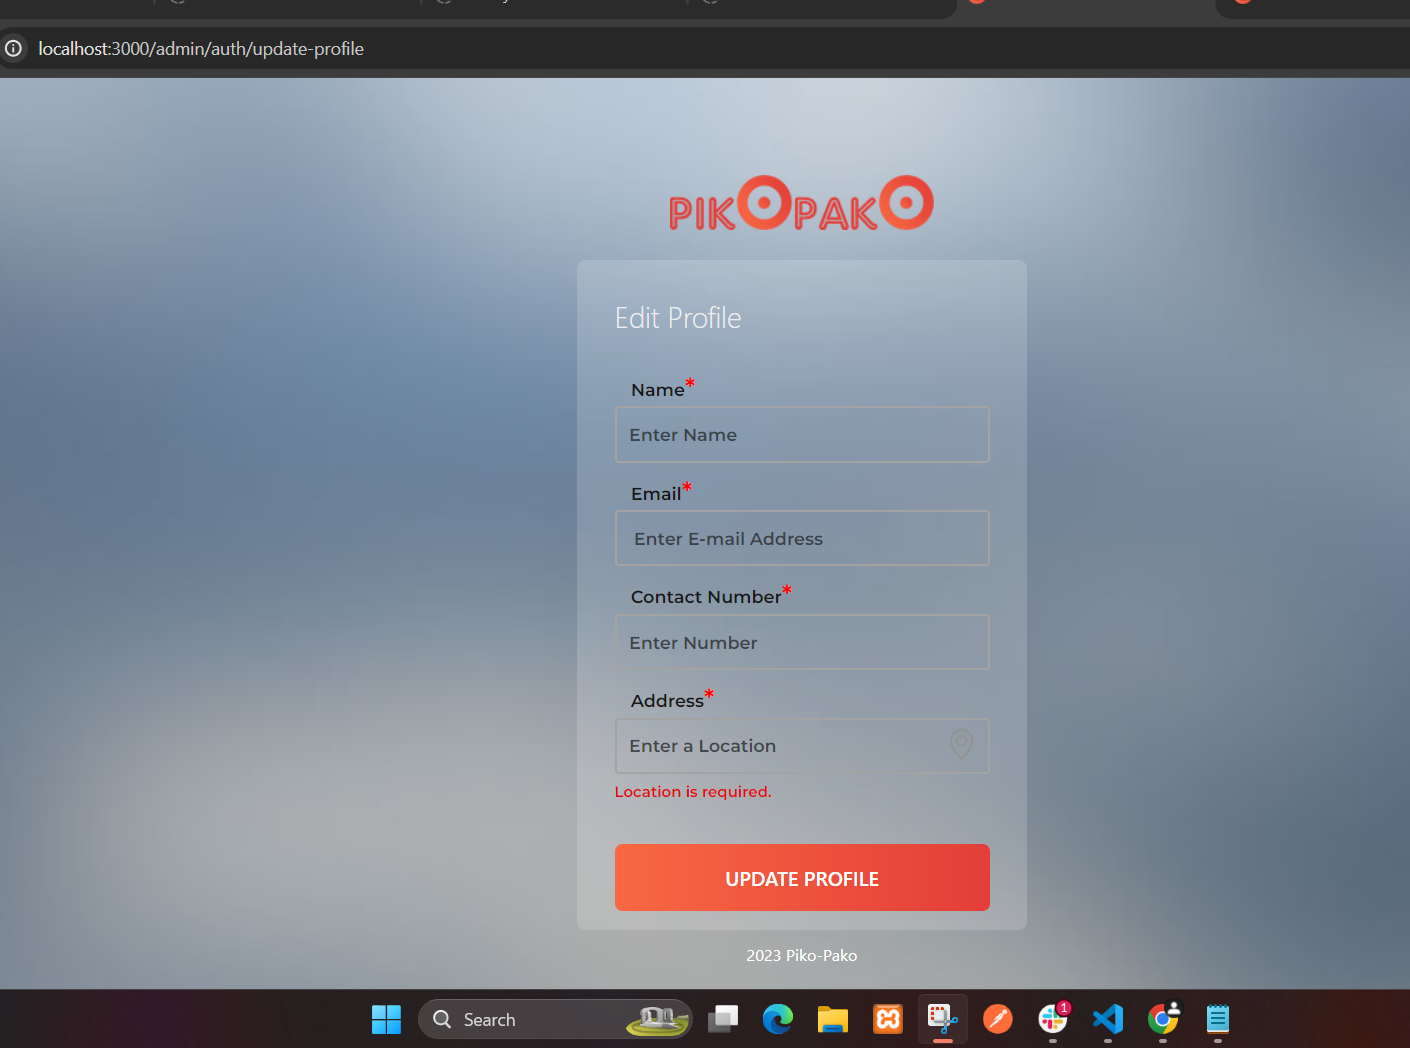 localhost:3000/admin/auth/update-profile
PIKOPAKO
Edit Profile
Name*
Enter Name
Email*
Enter E-mail Address
Contact Number*
Enter Number
Address*
Enter a Location
Location is required.
UPDATE PROFILE
2023 Piko-Pako
Search
1